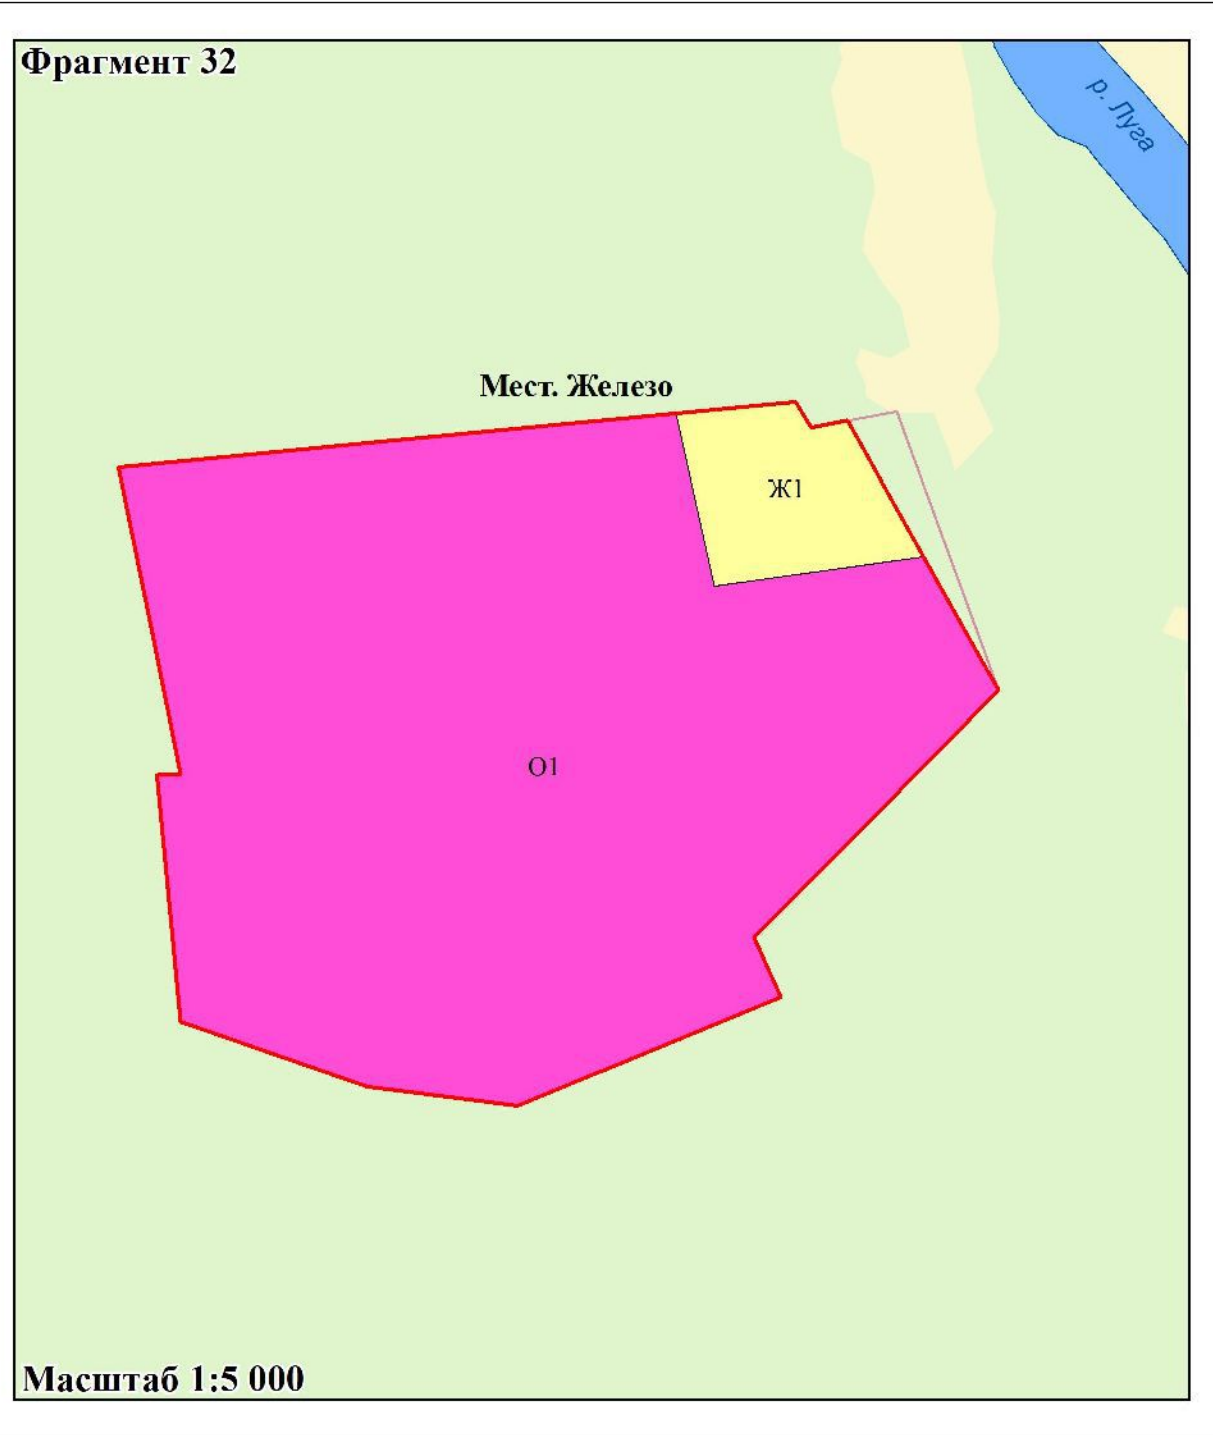 Фрагмент 32
р. Луга
Мест. Железо
Ж1
О1
Масштаб 1:5 000